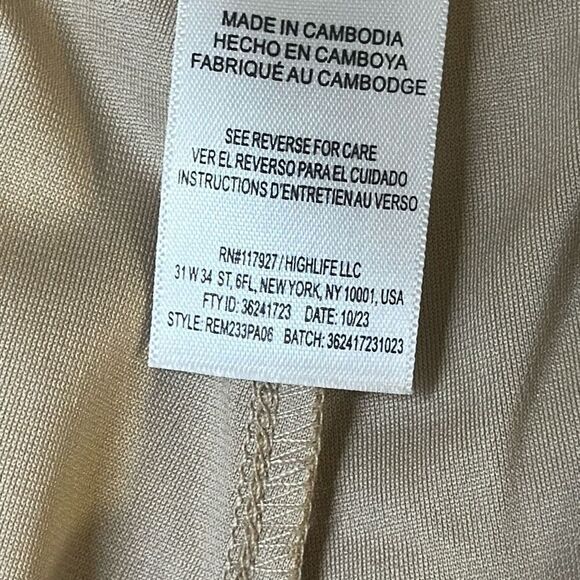 MADE IN CAMBODIA
HECHO EN CAMBOYA
FABRIQUÉ AU CAMBODGE
SEE REVERSE FOR CARE
VER EL REVERSO PARA EL CUIDADO
INSTRUCTIONS D'ENTRETIEN AU VERSO
RN#117927 / HIGHLIFE LLC
31 W 34 ST, 6FL, NEW YORK, NY 10001, USA
FTY ID: 36241723 DATE: 10/23
STYLE: REM233PA06 BATCH: 362417231023